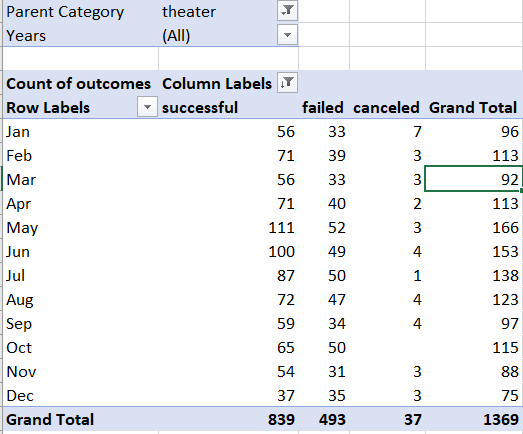 Parent Category theater
Years (All)
Count of outcomes Column Labels
Row Labels successful failed canceled Grand Total
Jan 56 33 7 96
Feb 71 39 3 113
Mar 56 33 3 92
Apr 71 40 2 113
May 111 52 3 166
Jun 100 49 4 153
Jul 87 50 1 138
Aug 72 47 4 123
Sep 59 34 4 97
Oct 65 50 115
Nov 54 31 3 88
Dec 37 35 3 75
Grand Total 839 493 37 1369